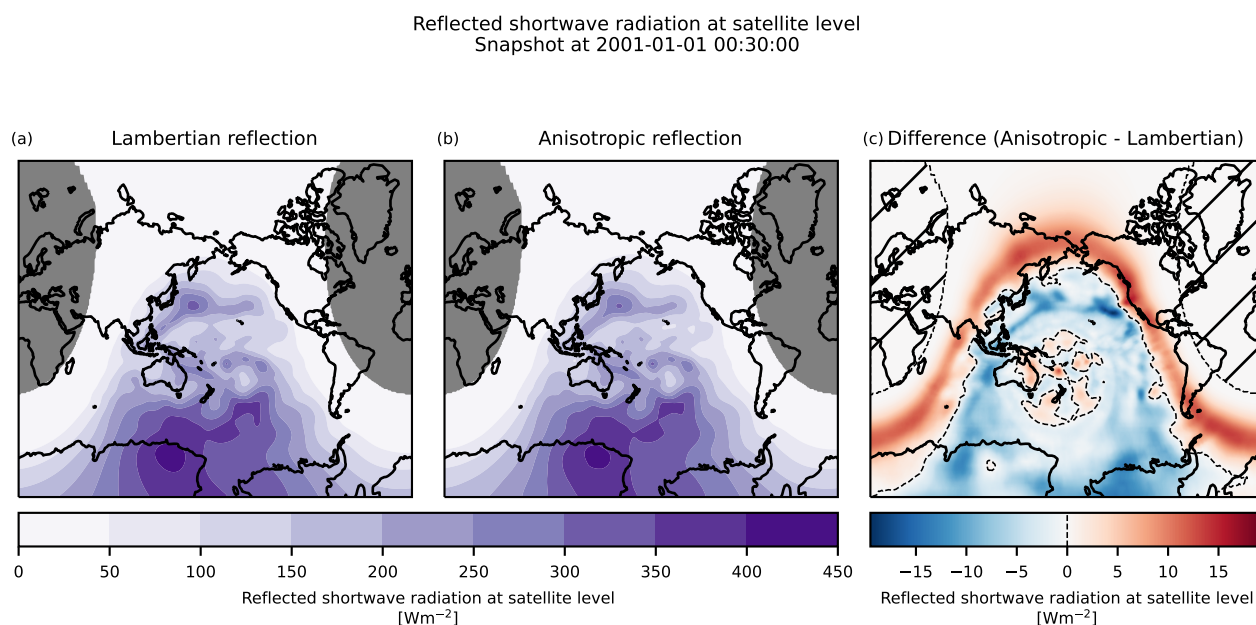 Reflected shortwave radiation at satellite level
Snapshot at 2001-01-01 00:30:00
(a) Lambertian reflection
(b) Anisotropic reflection
(c) Difference (Anisotropic - Lambertian)
0 50 100 150 200 250 300 350 400 450
Reflected shortwave radiation at satellite level
[Wm⁻²]
−15 −10 −5 0 5 10 15
Reflected shortwave radiation at satellite level
[Wm⁻²]